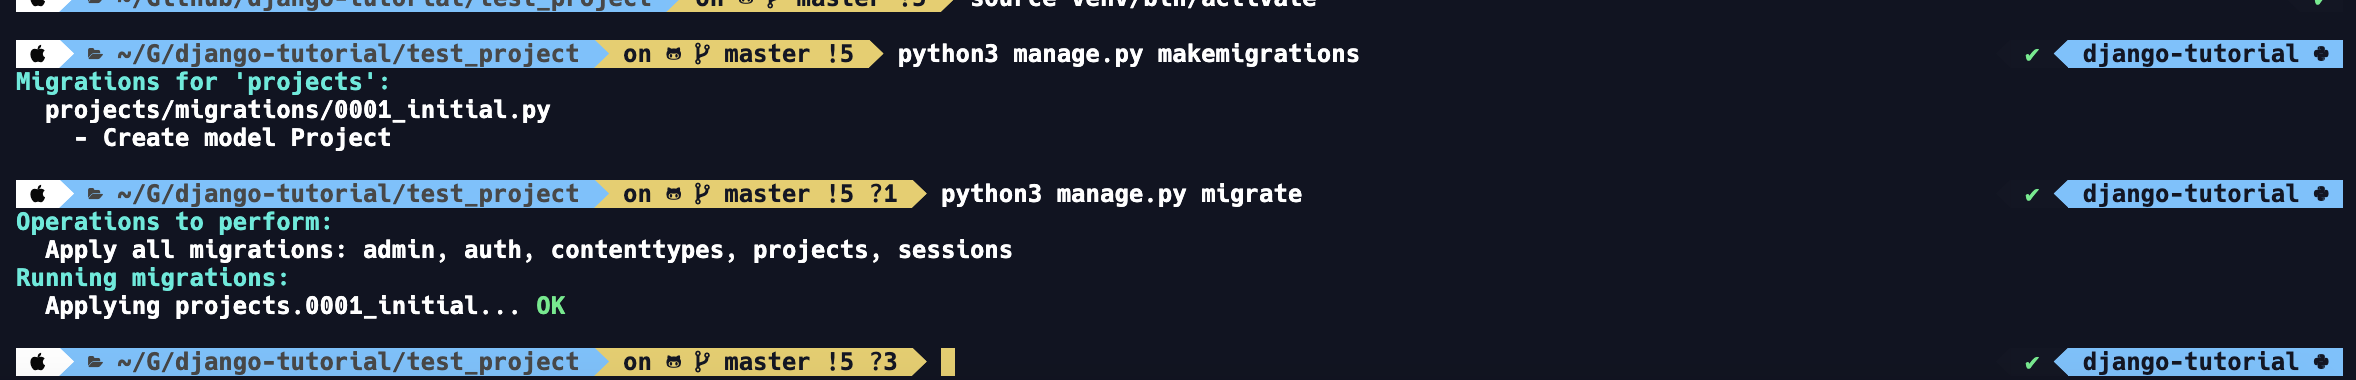 ~/Github/django-tutorial/test_project on master !5 source venv/bin/activate ✔
~/G/django-tutorial/test_project on master !5 python3 manage.py makemigrations ✔ django-tutorial
Migrations for 'projects':
projects/migrations/0001_initial.py
- Create model Project
~/G/django-tutorial/test_project on master !5 ?1 python3 manage.py migrate ✔ django-tutorial
Operations to perform:
Apply all migrations: admin, auth, contenttypes, projects, sessions
Running migrations:
Applying projects.0001_initial... OK
~/G/django-tutorial/test_project on master !5 ?3 ✔ django-tutorial